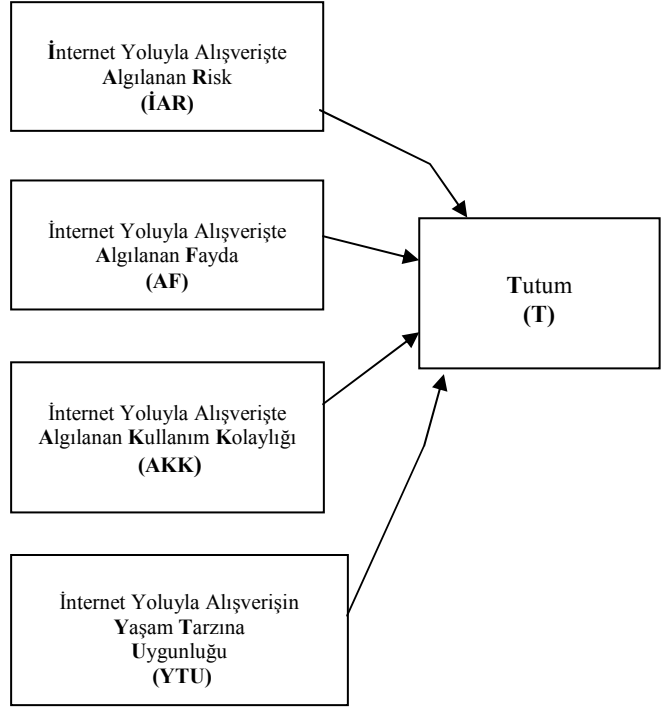 İnternet Yoluyla Alışverişte
Algılanan Risk
(İAR)
İnternet Yoluyla Alışverişte
Algılanan Fayda
(AF)
İnternet Yoluyla Alışverişte
Algılanan Kullanım Kolaylığı
(AKK)
İnternet Yoluyla Alışverişin
Yaşam Tarzına
Uygunluğu
(YTU)
Tutum
(T)